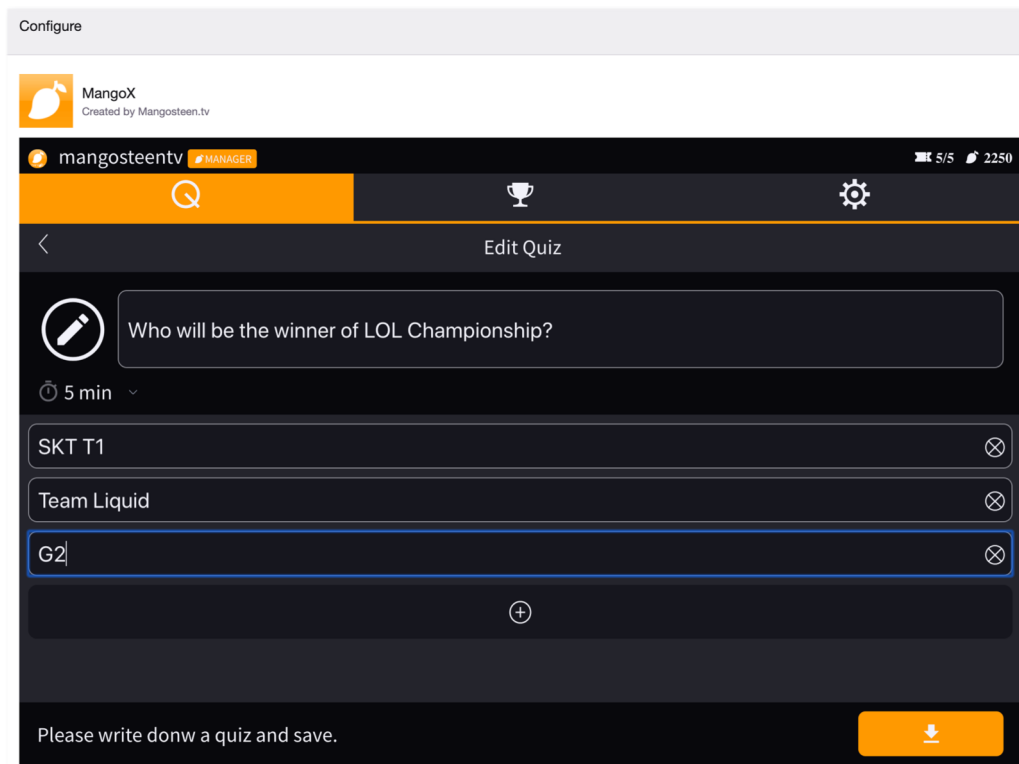 Configure
MangoX
Created by Mangosteen.tv
mangosteentv MANAGER 5/5 2250
Edit Quiz
Who will be the winner of LOL Championship?
5 min
SKT T1
Team Liquid
G2
Please write donw a quiz and save.